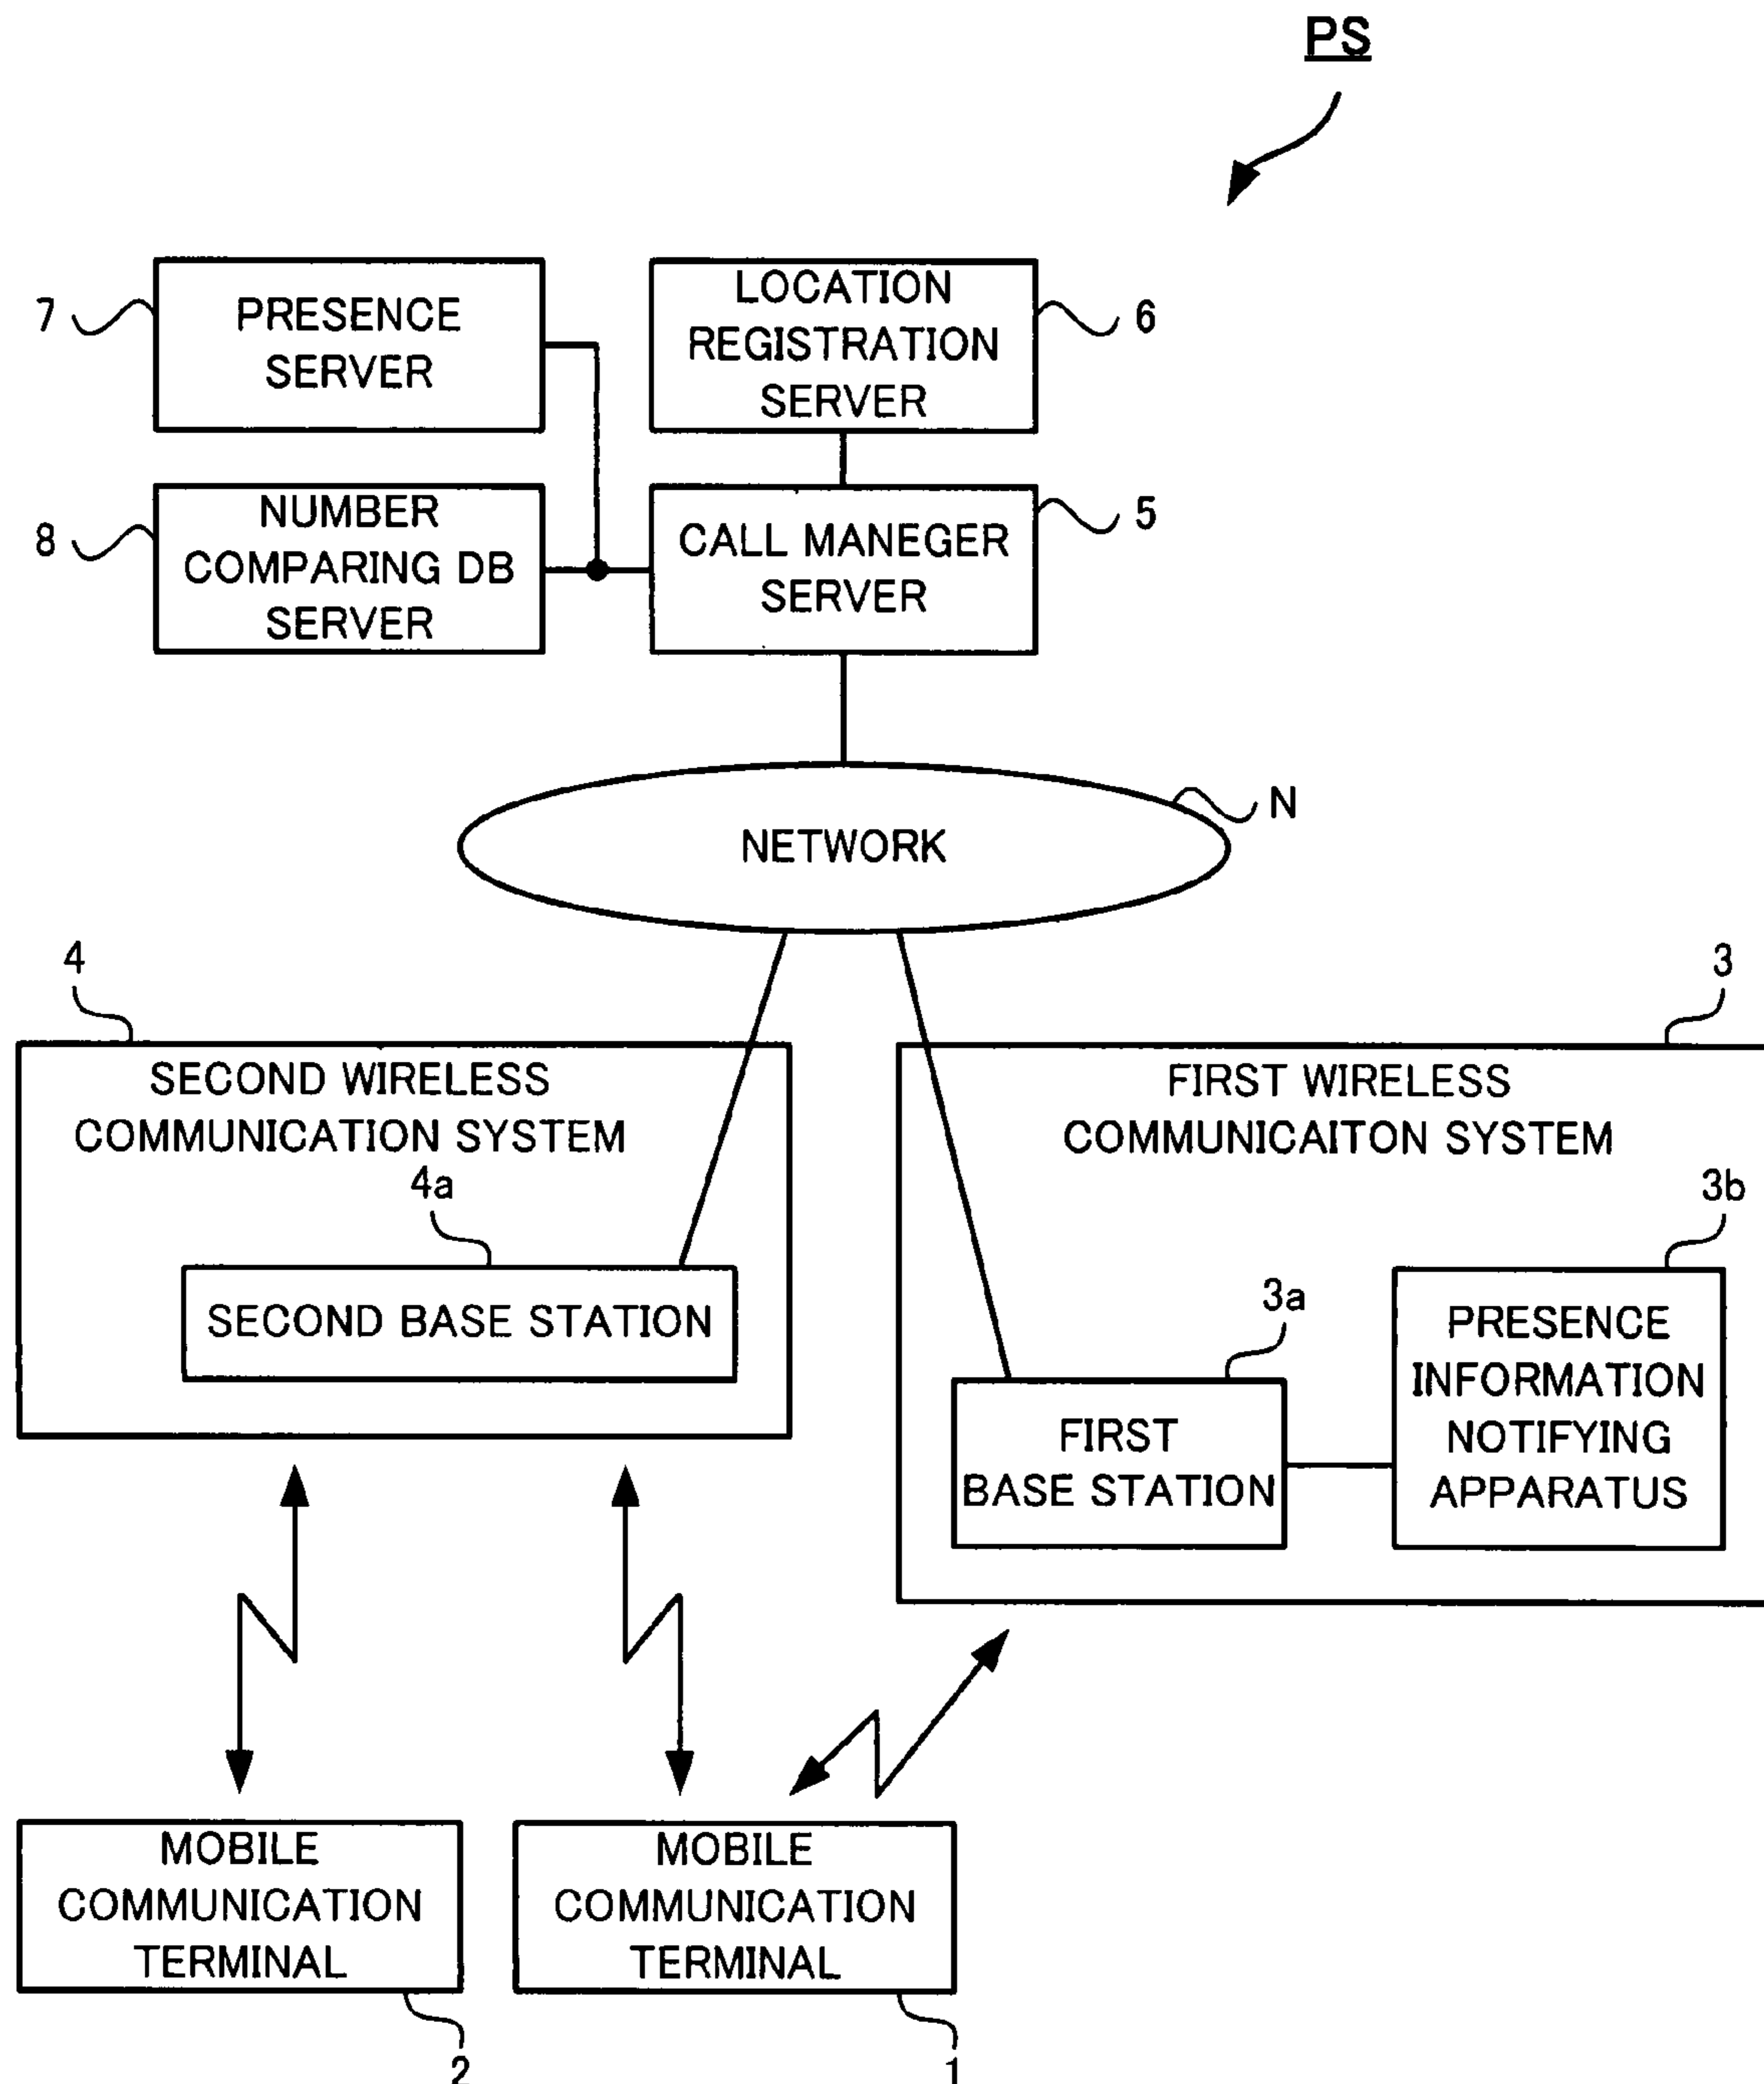 PS
7
PRESENCE
SERVER
LOCATION
REGISTRATION
SERVER
6
8
NUMBER
COMPARING DB
SERVER
CALL MANEGER
SERVER
5
NETWORK
N
4
SECOND WIRELESS
COMMUNICATION SYSTEM
4a
SECOND BASE STATION
3
FIRST WIRELESS
COMMUNICAITON SYSTEM
3b
3a
FIRST
BASE STATION
PRESENCE
INFORMATION
NOTIFYING
APPARATUS
MOBILE
COMMUNICATION
TERMINAL
2
MOBILE
COMMUNICATION
TERMINAL
1